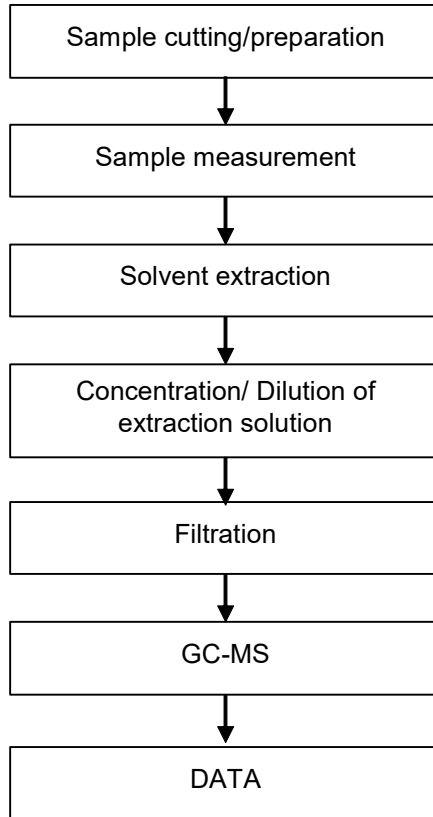 Sample cutting/preparation
Sample measurement
Solvent extraction
Concentration/ Dilution of
extraction solution
Filtration
GC-MS
DATA